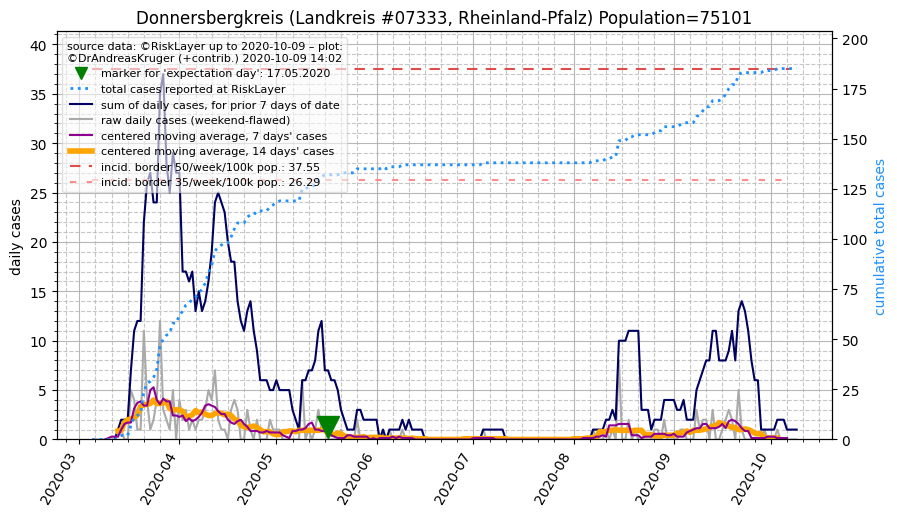 Donnersbergkreis (Landkreis #07333, Rheinland-Pfalz) Population=75101
source data: ©RiskLayer up to 2020-10-09 – plot:
©DrAndreasKruger (+contrib.) 2020-10-09 14:02
marker for 'expectation day': 17.05.2020
total cases reported at RiskLayer
sum of daily cases, for prior 7 days of date
raw daily cases (weekend-flawed)
centered moving average, 7 days' cases
centered moving average, 14 days' cases
incid. border 50/week/100k pop.: 37.55
incid. border 35/week/100k pop.: 26.29
daily cases
40
35
30
25
20
15
10
5
0
cumulative total cases
200
175
150
125
100
75
50
25
0
2020-03
2020-04
2020-05
2020-06
2020-07
2020-08
2020-09
2020-10